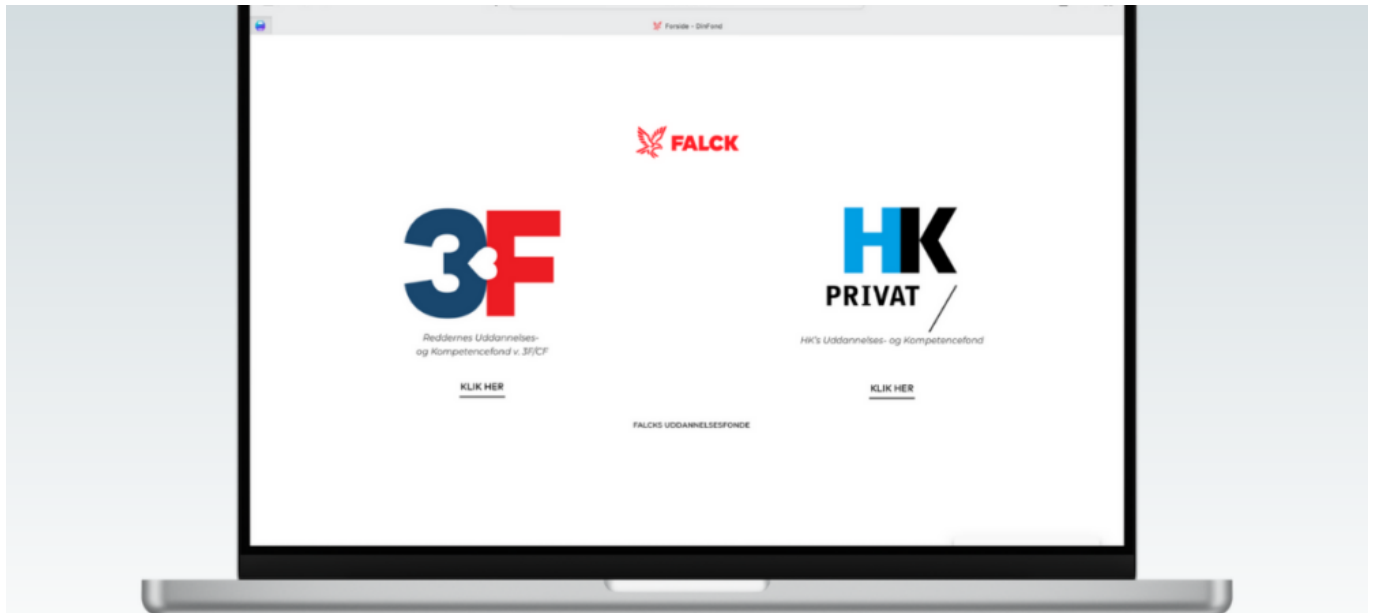 Forside - DinFond
FALCK
3F
HK
PRIVAT
Reddernes Uddannelses-
og Kompetencefond v. 3F/CF
HK's Uddannelses- og Kompetencefond
KLIK HER
KLIK HER
FALCKS UDDANNELSESFONDE